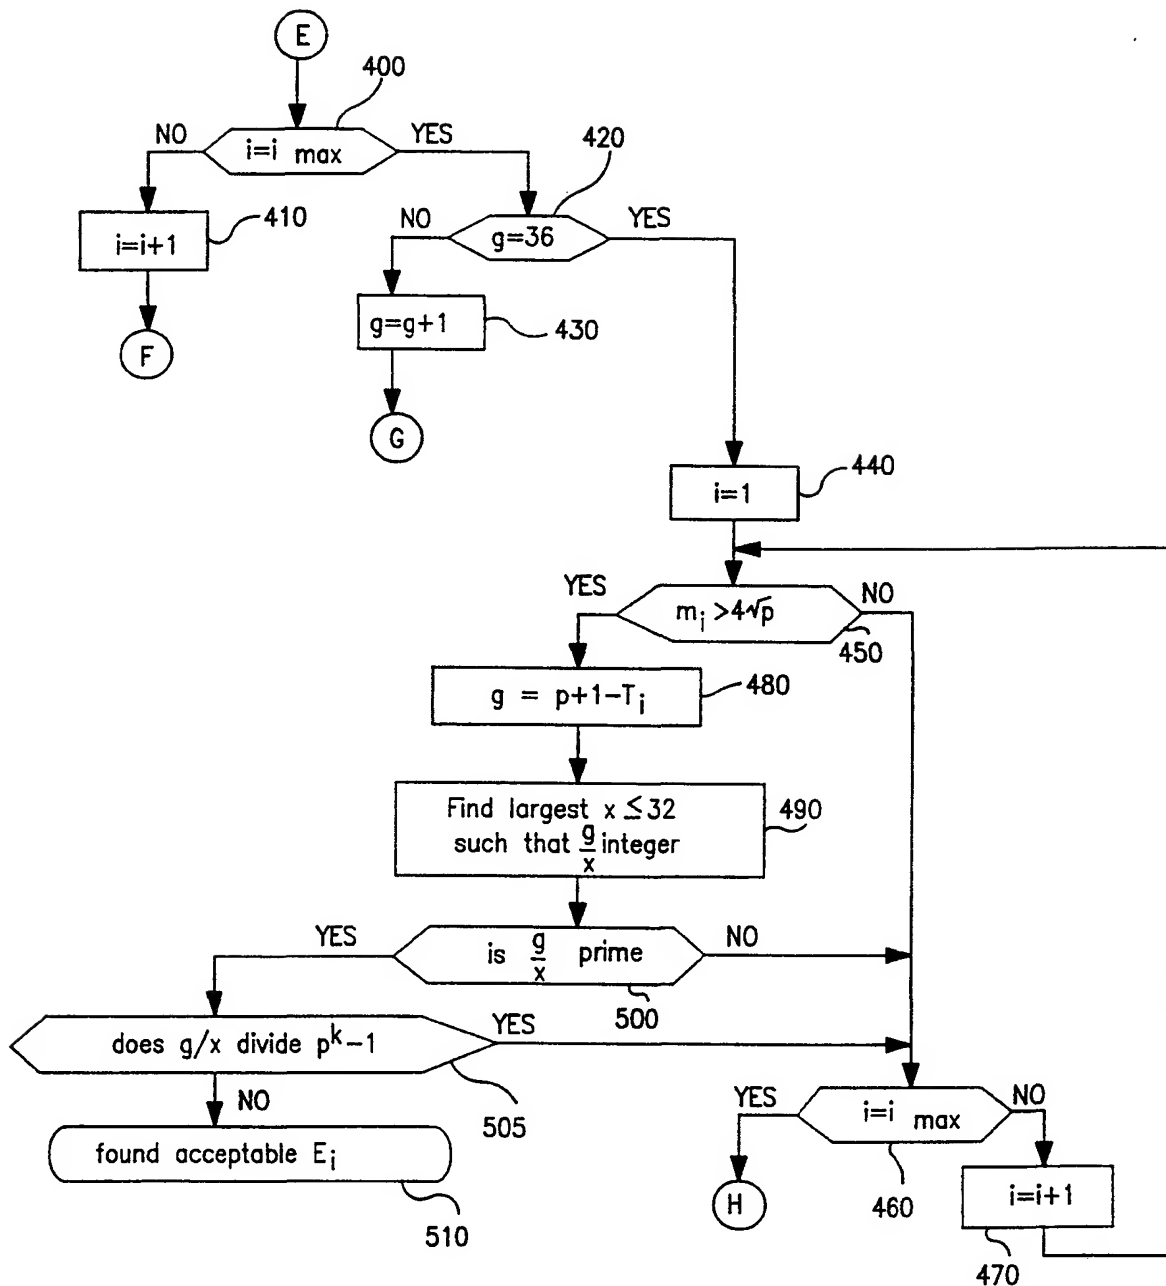 E
400
NO
i=i max
YES
420
410
i=i+1
NO
g=36
YES
g=g+1
430
F
G
440
i=1
YES
m_i >4√p
NO
450
g = p+1-T_i
480
Find largest x ≤32
such that g/x integer
490
YES
is g/x prime
NO
500
does g/x divide p^k-1
YES
505
NO
found acceptable E_i
510
YES
i=i max
NO
460
H
i=i+1
470